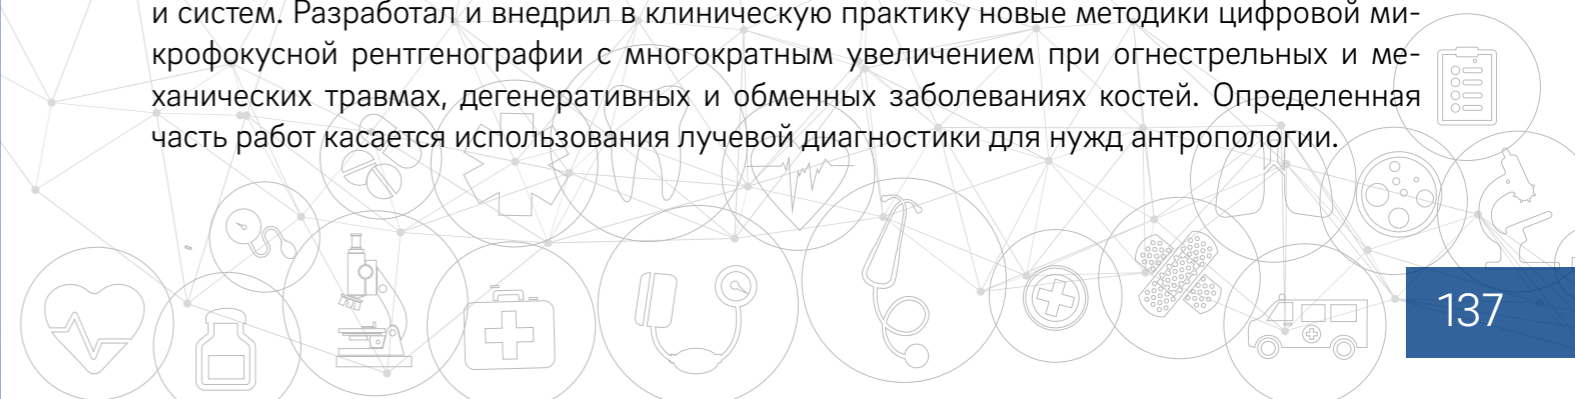 и систем. Разработал и внедрил в клиническую практику новые методики цифровой ми-
крофокусной рентгенографии с многократным увеличением при огнестрельных и ме-
ханических травмах, дегенеративных и обменных заболеваниях костей. Определенная
часть работ касается использования лучевой диагностики для нужд антропологии.
137